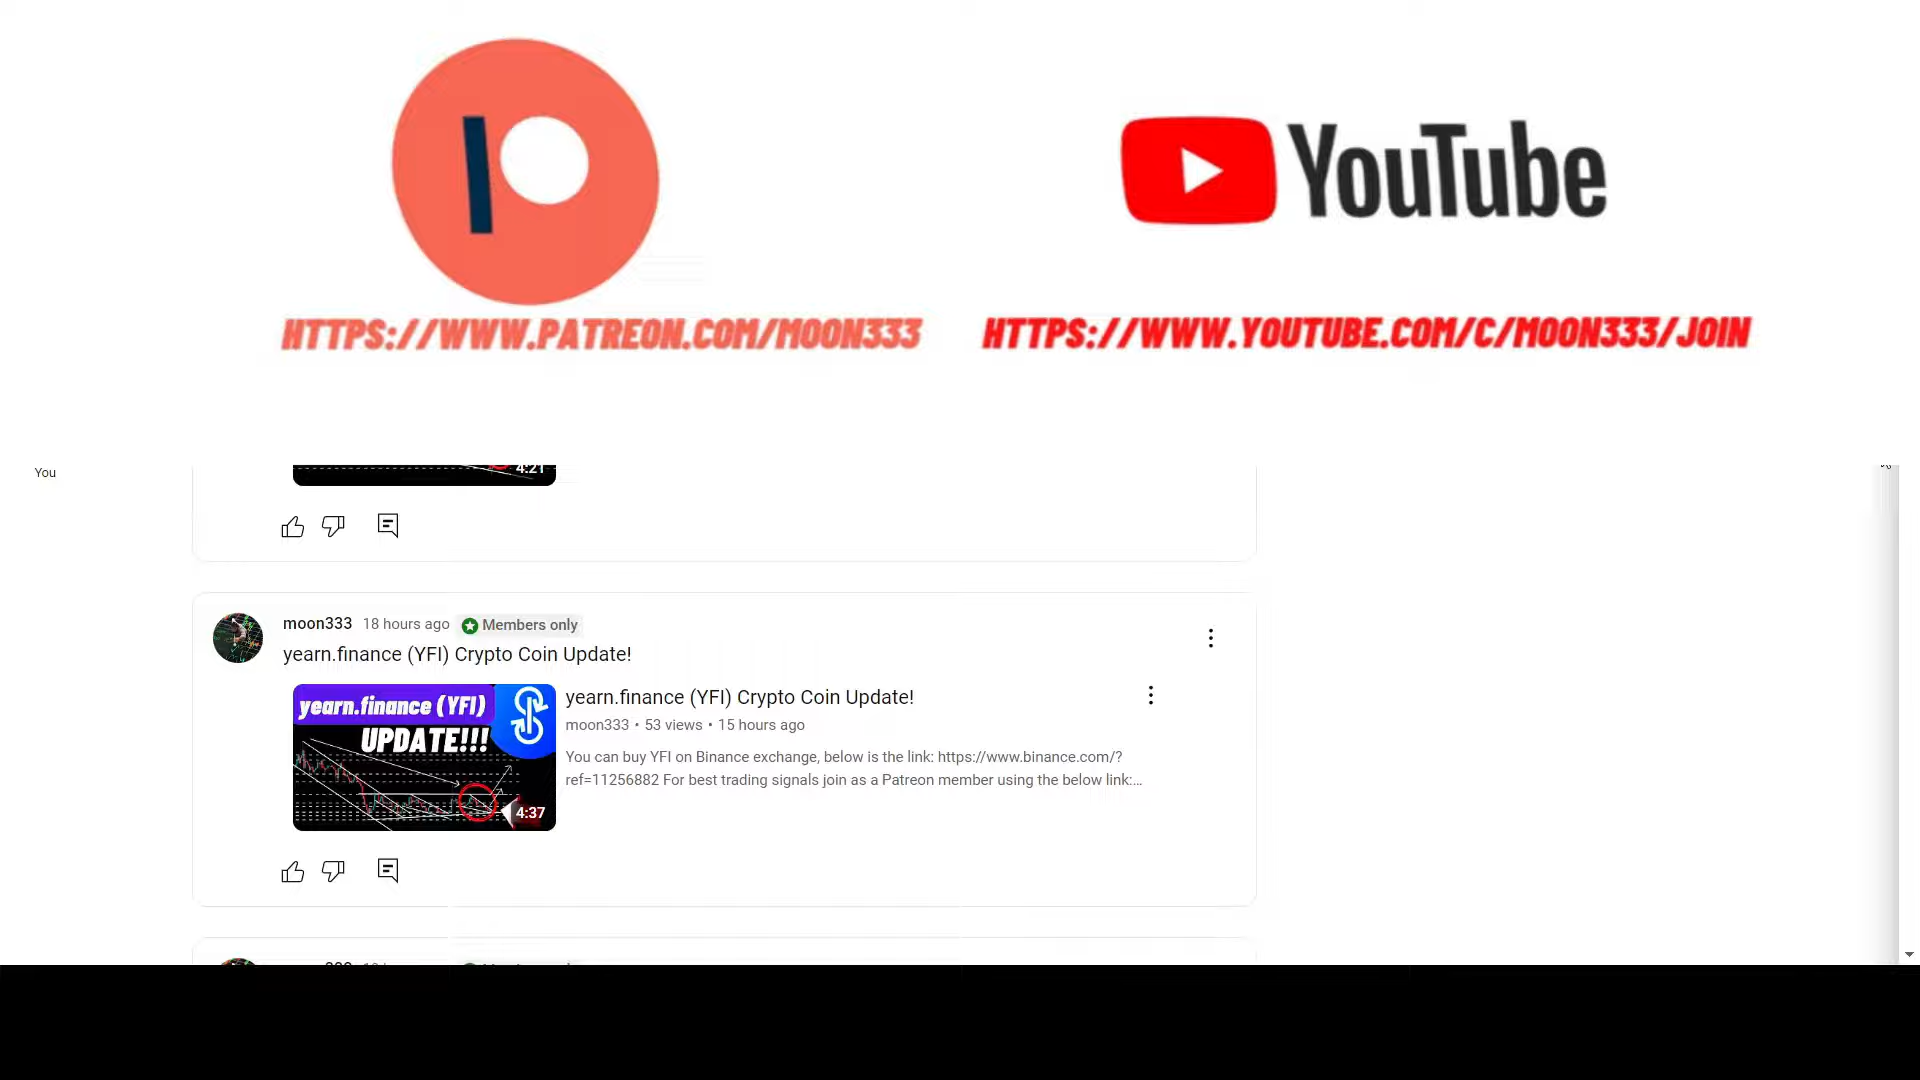 YouTube
HTTPS://WWW.PATREON.COM/MOON333
HTTPS://WWW.YOUTUBE.COM/C/MOON333/JOIN
You
4:21
moon333 18 hours ago Members only
yearn.finance (YFI) Crypto Coin Update!
yearn.finance (YFI)
UPDATE!!!
4:37
yearn.finance (YFI) Crypto Coin Update!
moon333 • 53 views • 15 hours ago
You can buy YFI on Binance exchange, below is the link: https://www.binance.com/?
ref=11256882 For best trading signals join as a Patreon member using the below link:...